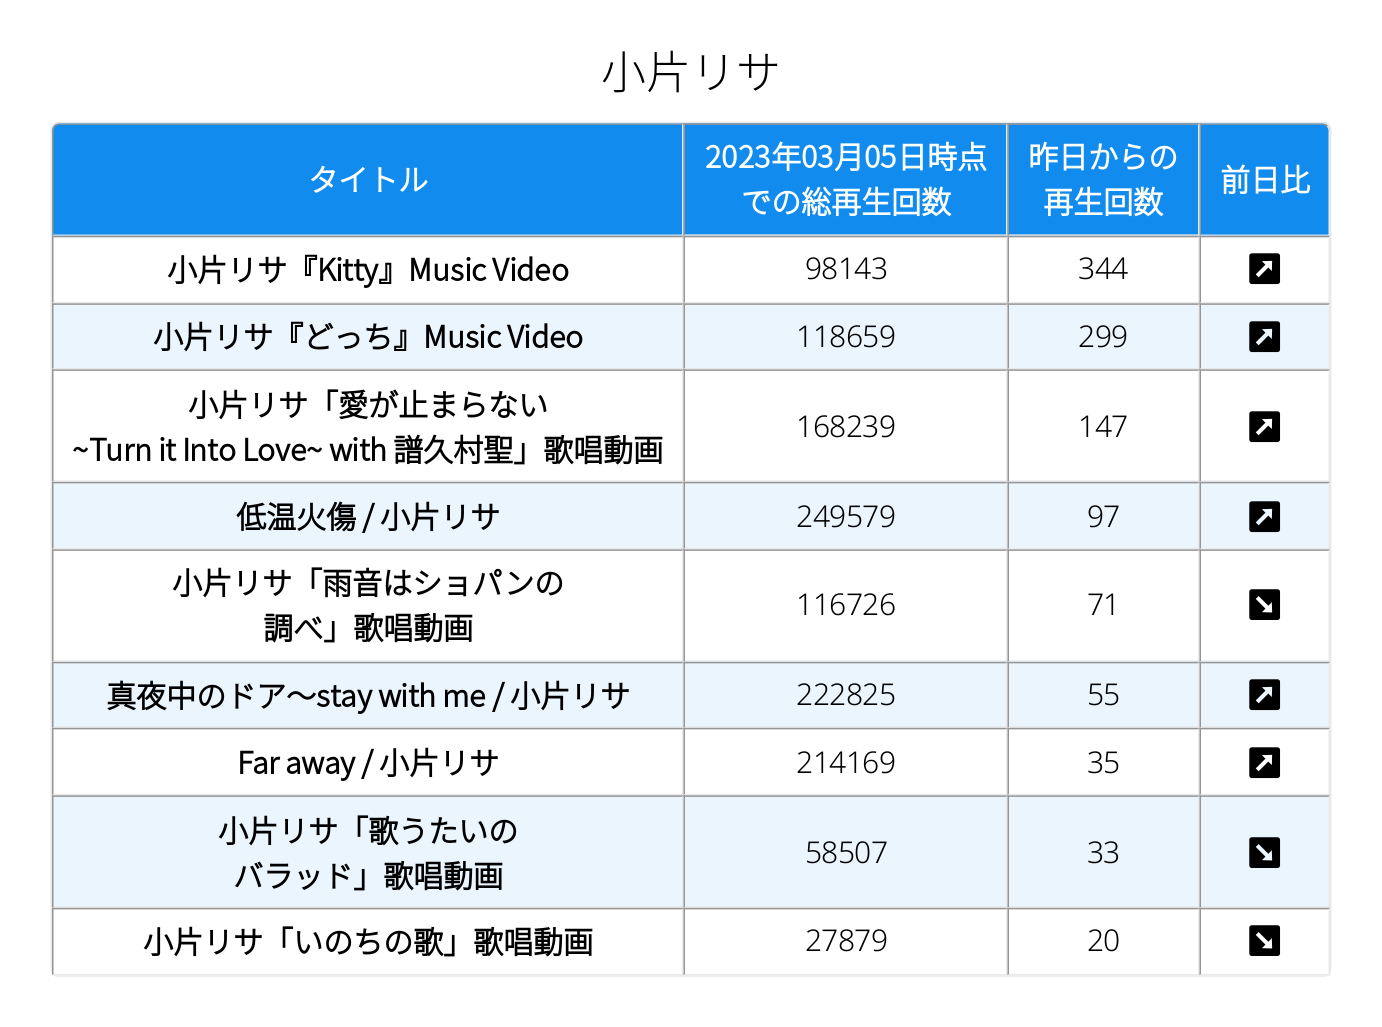 小片リサ
タイトル
2023年03月05日時点
での総再生回数
昨日からの
再生回数
前日比
小片リサ『Kitty』Music Video
98143
344
小片リサ『どっち』Music Video
118659
299
小片リサ「愛が止まらない
~Turn it Into Love~ with 譜久村聖」歌唱動画
168239
147
低温火傷 / 小片リサ
249579
97
小片リサ「雨音はショパンの
調べ」歌唱動画
116726
71
真夜中のドア〜stay with me / 小片リサ
222825
55
Far away / 小片リサ
214169
35
小片リサ「歌うたいの
バラッド」歌唱動画
58507
33
小片リサ「いのちの歌」歌唱動画
27879
20